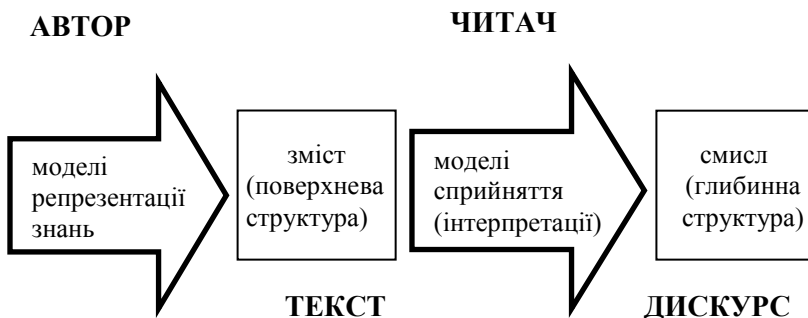 АВТОР
ЧИТАЧ
моделі
репрезентації
знань
зміст
(поверхнева
структура)
моделі
сприйняття
(інтерпретації)
смисл
(глибинна
структура)
ТЕКСТ
ДИСКУРС